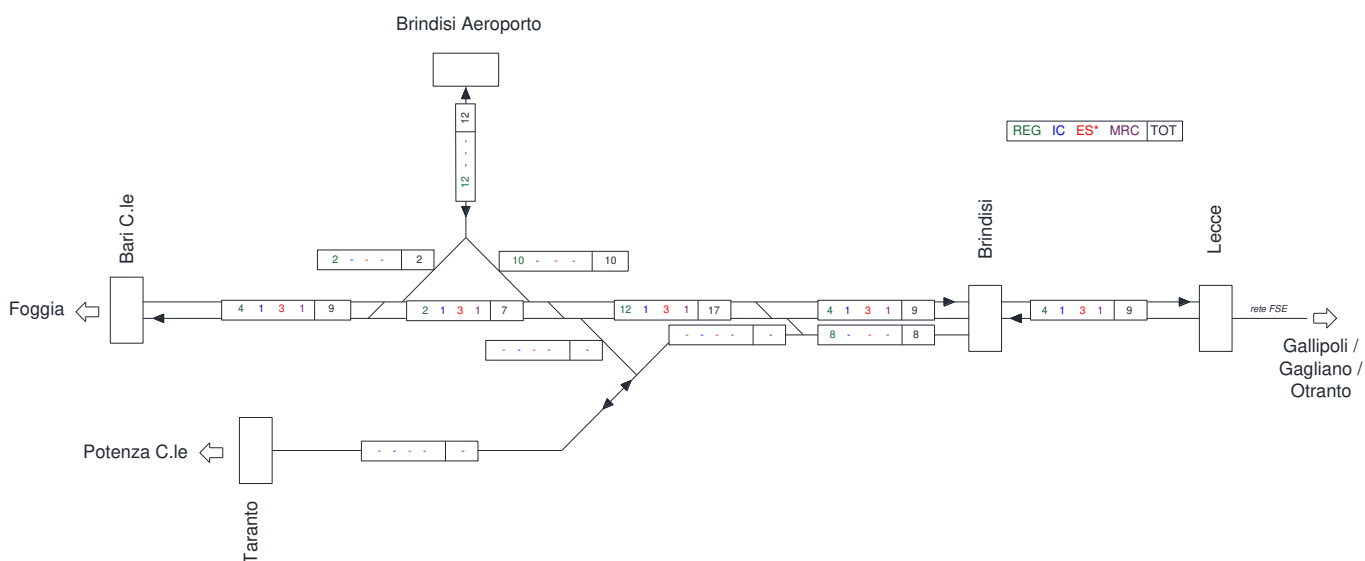 Brindisi Aeroporto
12
12 - - -
REG IC ES* MRC TOT
Bari C.le
Brindisi
Lecce
2 - - - 2
10 - - - 10
Foggia
4 1 3 1 9
2 1 3 1 7
12 1 3 1 17
4 1 3 1 9
4 1 3 1 9
rete FSE
- - - - -
8 - - - 8
- - - - -
Gallipoli /
Gagliano /
Otranto
Potenza C.le
- - - - -
Taranto